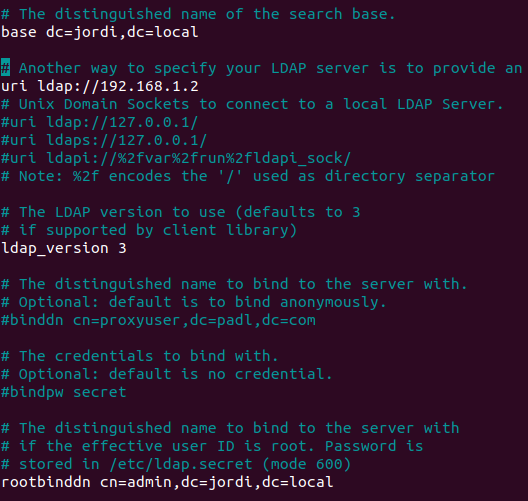 # The distinguished name of the search base.
base dc=jordi,dc=local
# Another way to specify your LDAP server is to provide an
uri ldap://192.168.1.2
# Unix Domain Sockets to connect to a local LDAP Server.
#uri ldap://127.0.0.1/
#uri ldaps://127.0.0.1/
#uri ldapi://%2fvar%2frun%2fldapi_sock/
# Note: %2f encodes the '/' used as directory separator
# The LDAP version to use (defaults to 3
# if supported by client library)
ldap_version 3
# The distinguished name to bind to the server with.
# Optional: default is to bind anonymously.
#binddn cn=proxyuser,dc=padl,dc=com
# The credentials to bind with.
# Optional: default is no credential.
#bindpw secret
# The distinguished name to bind to the server with
# if the effective user ID is root. Password is
# stored in /etc/ldap.secret (mode 600)
rootbinddn cn=admin,dc=jordi,dc=local